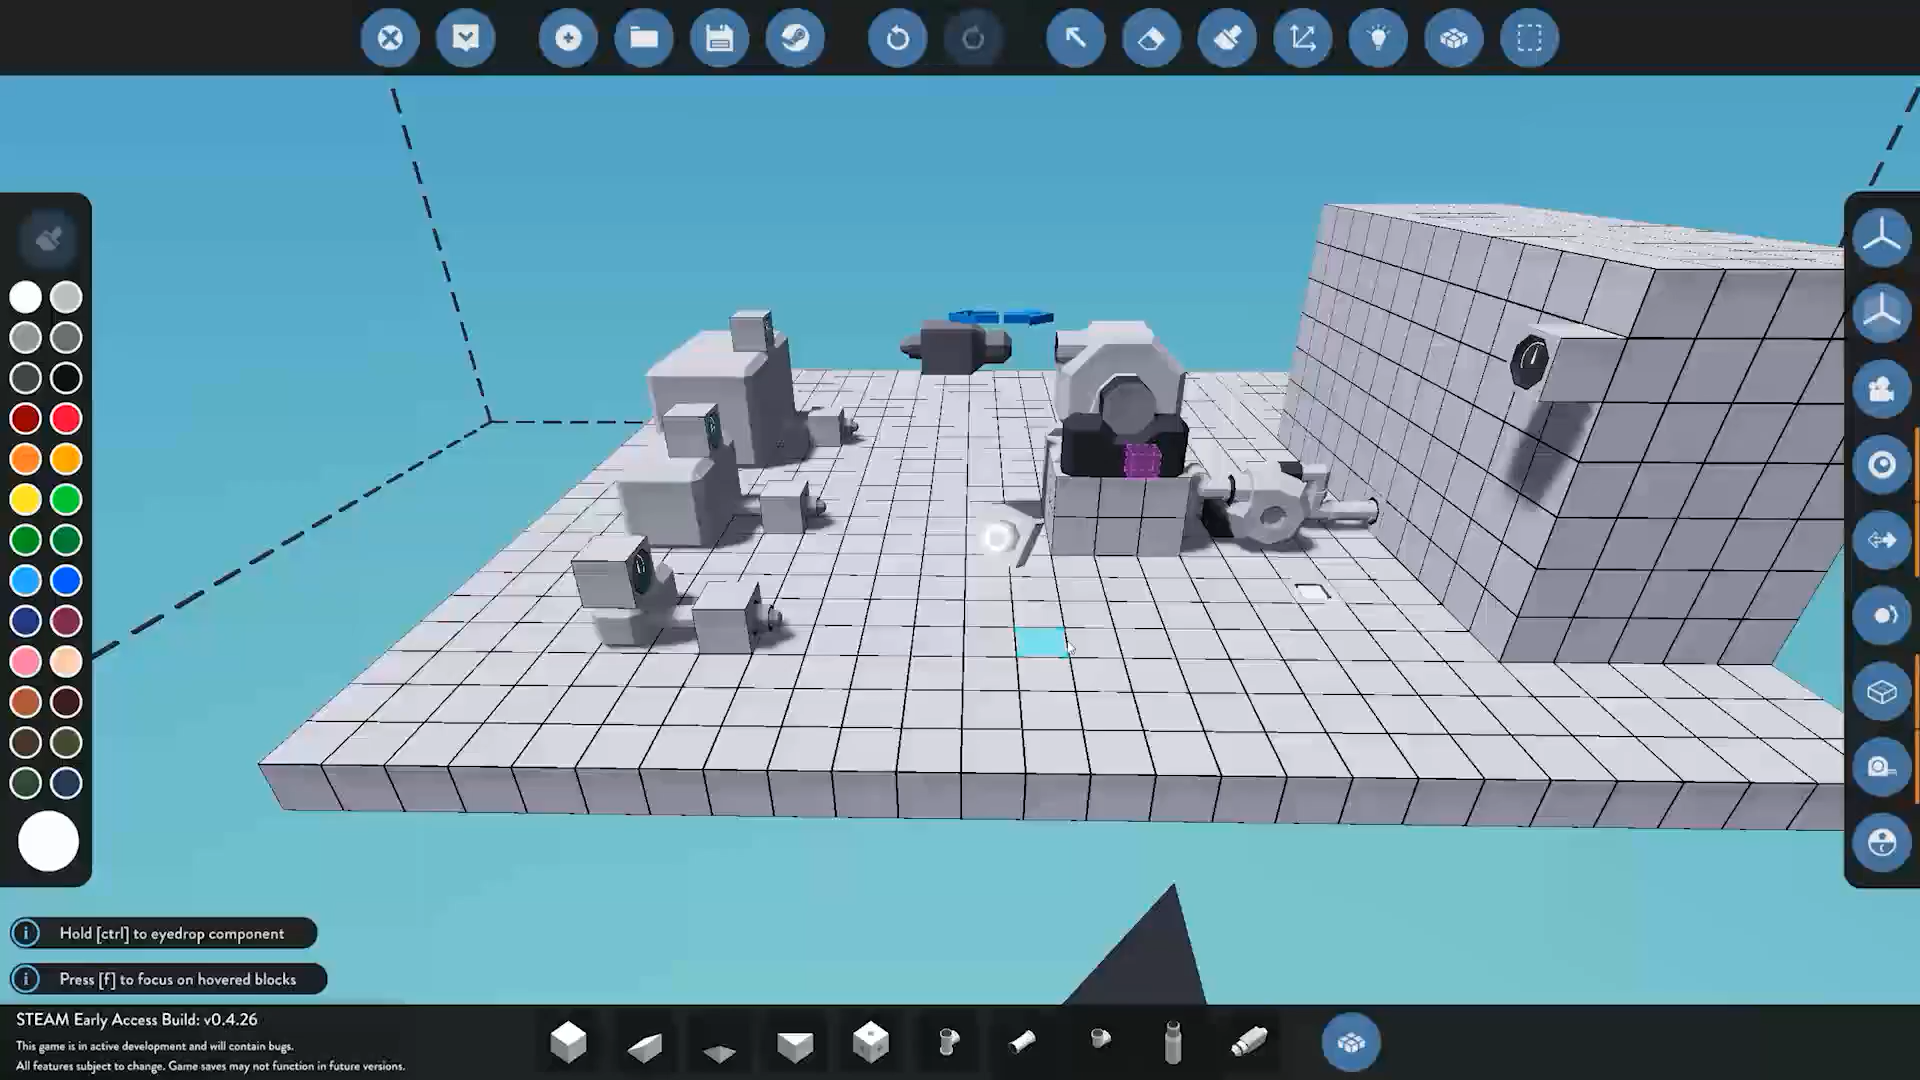 Hold [ctrl] to eyedrop component
Press [f] to focus on hovered blocks
STEAM Early Access Build: v0.4.26
This game is in active development and will contain bugs.
All features subject to change. Game saves may not function in future versions.